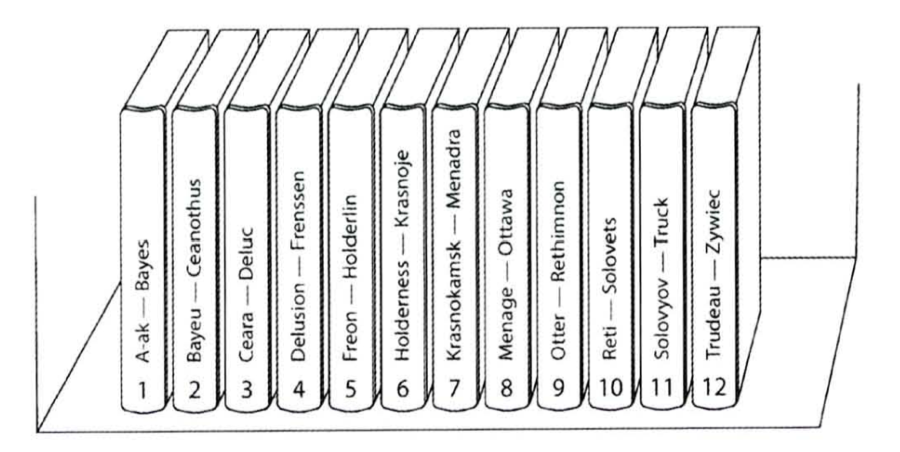 1 A-ak — Bayes
2 Bayeu — Ceanothus
3 Ceara — Deluc
4 Delusion — Frenssen
5 Freon — Holderlin
6 Holderness — Krasnoje
7 Krasnokamsk — Menadra
8 Menage — Ottawa
9 Otter — Rethimnon
10 Reti — Solovets
11 Solovyov — Truck
12 Trudeau — Zywiec